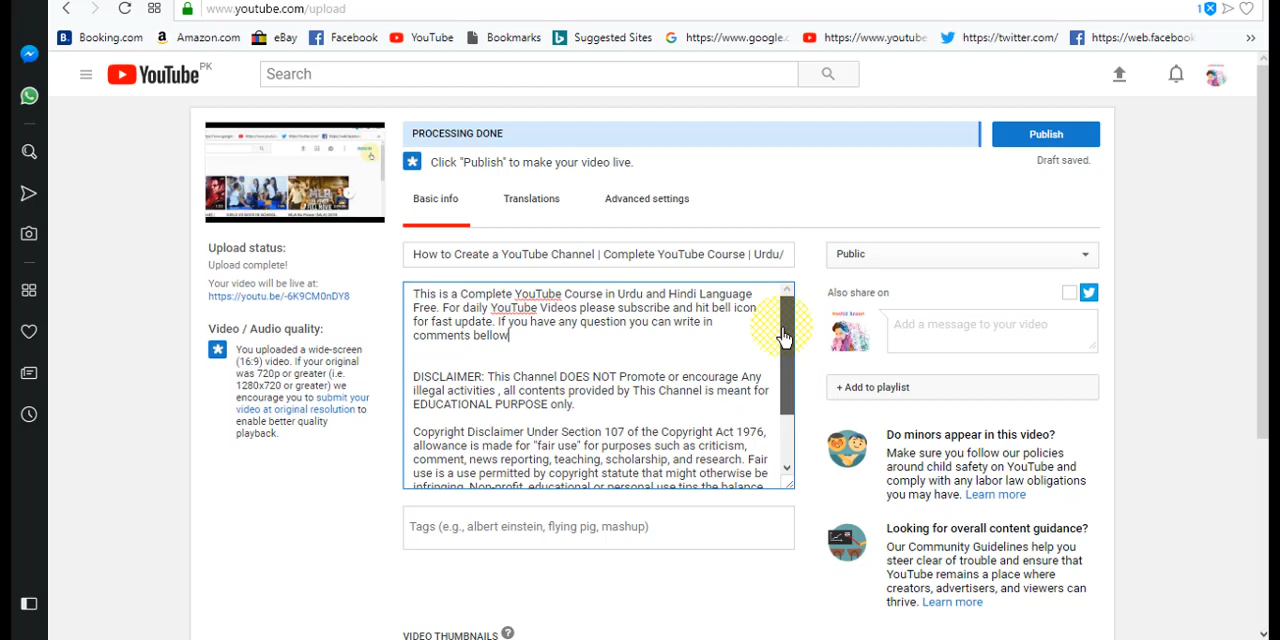 www.youtube.com/upload
1
Booking.com
Amazon.com
eBay
Facebook
YouTube
Bookmarks
Suggested Sites
https://www.google.c
https://www.youtube
https://twitter.com/
https://web.facebook
YouTube PK
Search
PROCESSING DONE
Publish
Click "Publish" to make your video live.
Draft saved.
Basic info
Translations
Advanced settings
Upload status:
Upload complete!
Your video will be live at:
https://youtu.be/-6K9CM0nDY8
Video / Audio quality:
You uploaded a wide-screen
(16:9) video. If your original
was 720p or greater (i.e.
1280x720 or greater) we
encourage you to submit your
video at original resolution to
enable better quality
playback.
How to Create a YouTube Channel | Complete YouTube Course | Urdu/
This is a Complete YouTube Course in Urdu and Hindi Language
Free. For daily YouTube Videos please subscribe and hit bell icon
for fast update. If you have any question you can write in
comments bellow
DISCLAIMER: This Channel DOES NOT Promote or encourage Any
illegal activities , all contents provided by This Channel is meant for
EDUCATIONAL PURPOSE only.
Copyright Disclaimer Under Section 107 of the Copyright Act 1976,
allowance is made for "fair use" for purposes such as criticism,
comment, news reporting, teaching, scholarship, and research. Fair
use is a use permitted by copyright statute that might otherwise be
infringing. Non-profit, educational or personal use tips the balance
Tags (e.g., albert einstein, flying pig, mashup)
VIDEO THUMBNAILS ?
Public
Also share on
Add a message to your video
+ Add to playlist
Do minors appear in this video?
Make sure you follow our policies
around child safety on YouTube and
comply with any labor law obligations
you may have. Learn more
Looking for overall content guidance?
Our Community Guidelines help you
steer clear of trouble and ensure that
YouTube remains a place where
creators, advertisers, and viewers can
thrive. Learn more